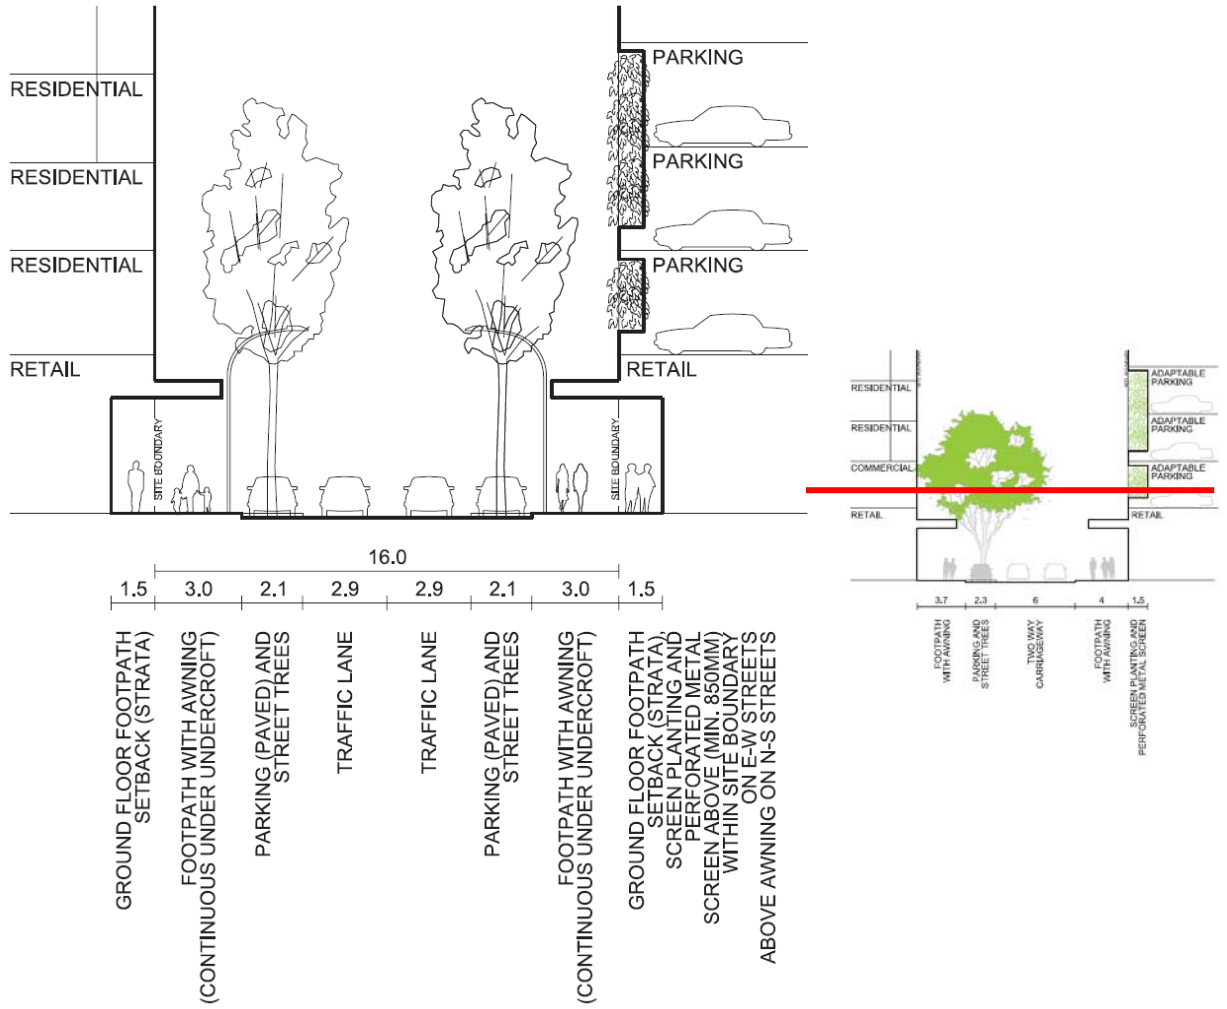 RESIDENTIAL
RESIDENTIAL
RESIDENTIAL
RETAIL
PARKING
PARKING
PARKING
RETAIL
SITE BOUNDARY
SITE BOUNDARY
16.0
1.5 3.0 2.1 2.9 2.9 2.1 3.0 1.5
GROUND FLOOR FOOTPATH
SETBACK (STRATA)
FOOTPATH WITH AWNING
(CONTINUOUS UNDER UNDERCROFT)
PARKING (PAVED) AND
STREET TREES
TRAFFIC LANE
TRAFFIC LANE
PARKING (PAVED) AND
STREET TREES
FOOTPATH WITH AWNING
(CONTINUOUS UNDER UNDERCROFT)
GROUND FLOOR FOOTPATH
SETBACK (STRATA),
SCREEN PLANTING AND
PERFORATED METAL
SCREEN ABOVE (MIN. 850MM)
WITHIN SITE BOUNDARY
ON E-W STREETS
ABOVE AWNING ON N-S STREETS
RESIDENTIAL
RESIDENTIAL
COMMERCIAL
RETAIL
ADAPTABLE
PARKING
ADAPTABLE
PARKING
ADAPTABLE
PARKING
RETAIL
3.7 2.3 6 4 1.5
FOOTPATH
WITH AWNING
PARKING AND
STREET TREES
TWO WAY
CARRIAGEWAY
FOOTPATH
WITH AWNING
SCREEN PLANTING AND
PERFORATED METAL SCREEN